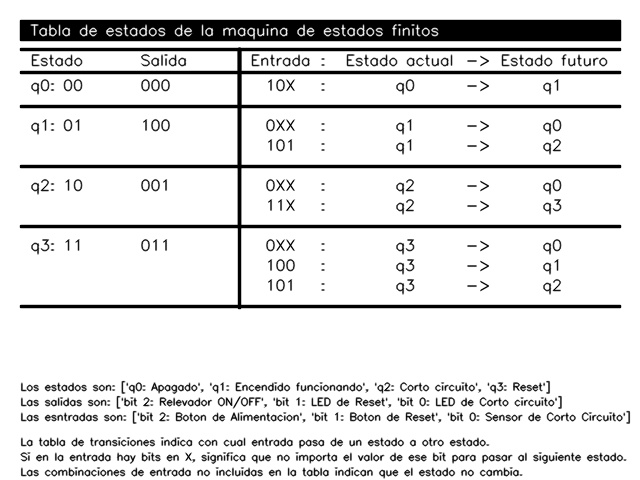 Tabla de estados de la maquina de estados finitos
Estado Salida Entrada : Estado actual -> Estado futuro
q0: 00 000 10X : q0 -> q1
q1: 01 100 0XX : q1 -> q0
101 : q1 -> q2
q2: 10 001 0XX : q2 -> q0
11X : q2 -> q3
q3: 11 011 0XX : q3 -> q0
100 : q3 -> q1
101 : q3 -> q2
Los estados son: ['q0: Apagado', 'q1: Encendido funcionando', 'q2: Corto circuito', 'q3: Reset']
Las salidas son: ['bit 2: Relevador ON/OFF', 'bit 1: LED de Reset', 'bit 0: LED de Corto circuito']
Las esntradas son: ['bit 2: Boton de Alimentacion', 'bit 1: Boton de Reset', 'bit 0: Sensor de Corto Circuito']
La tabla de transiciones indica con cual entrada pasa de un estado a otro estado.
Si en la entrada hay bits en X, significa que no importa el valor de ese bit para pasar al siguiente estado.
Las combinaciones de entrada no incluidas en la tabla indican que el estado no cambia.